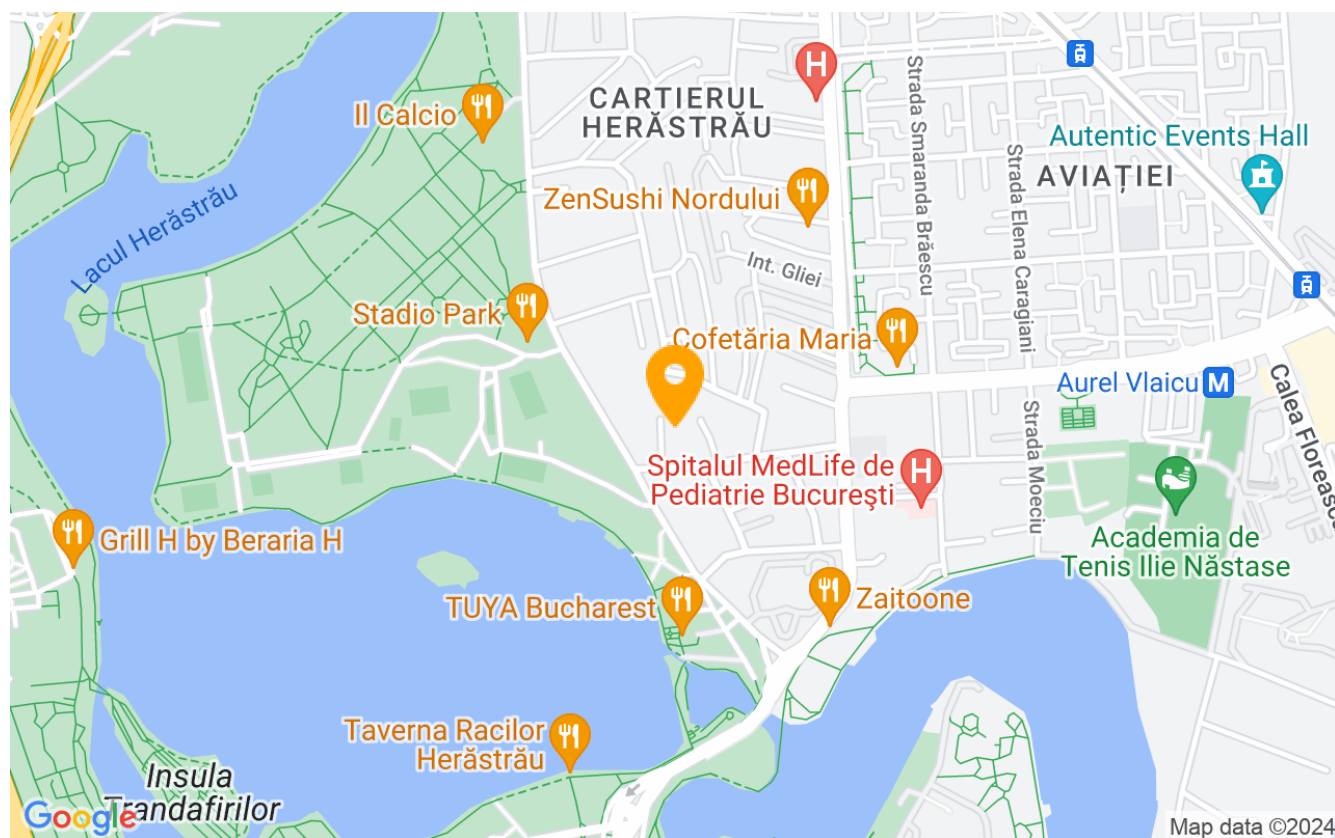 Il Calcio
CARTIERUL
HERĂSTRĂU
H
Strada Smaranda Brăescu
Strada Elena Caragiani
Autentic Events Hall
AVIAȚIEI
Lacul Herăstrău
ZenSushi Nordului
Int. Gliei
Stadio Park
Cofetăria Maria
Aurel Vlaicu
M
Calea Floreasc
Strada Moeciu
Spitalul MedLife de
Pediatrie Bucureşti
H
Grill H by Beraria H
Academia de
Tenis Ilie Năstase
TUYA Bucharest
Zaitoone
Taverna Racilor
Herăstrău
Insula
Trandafirilor
Google
Map data ©2024